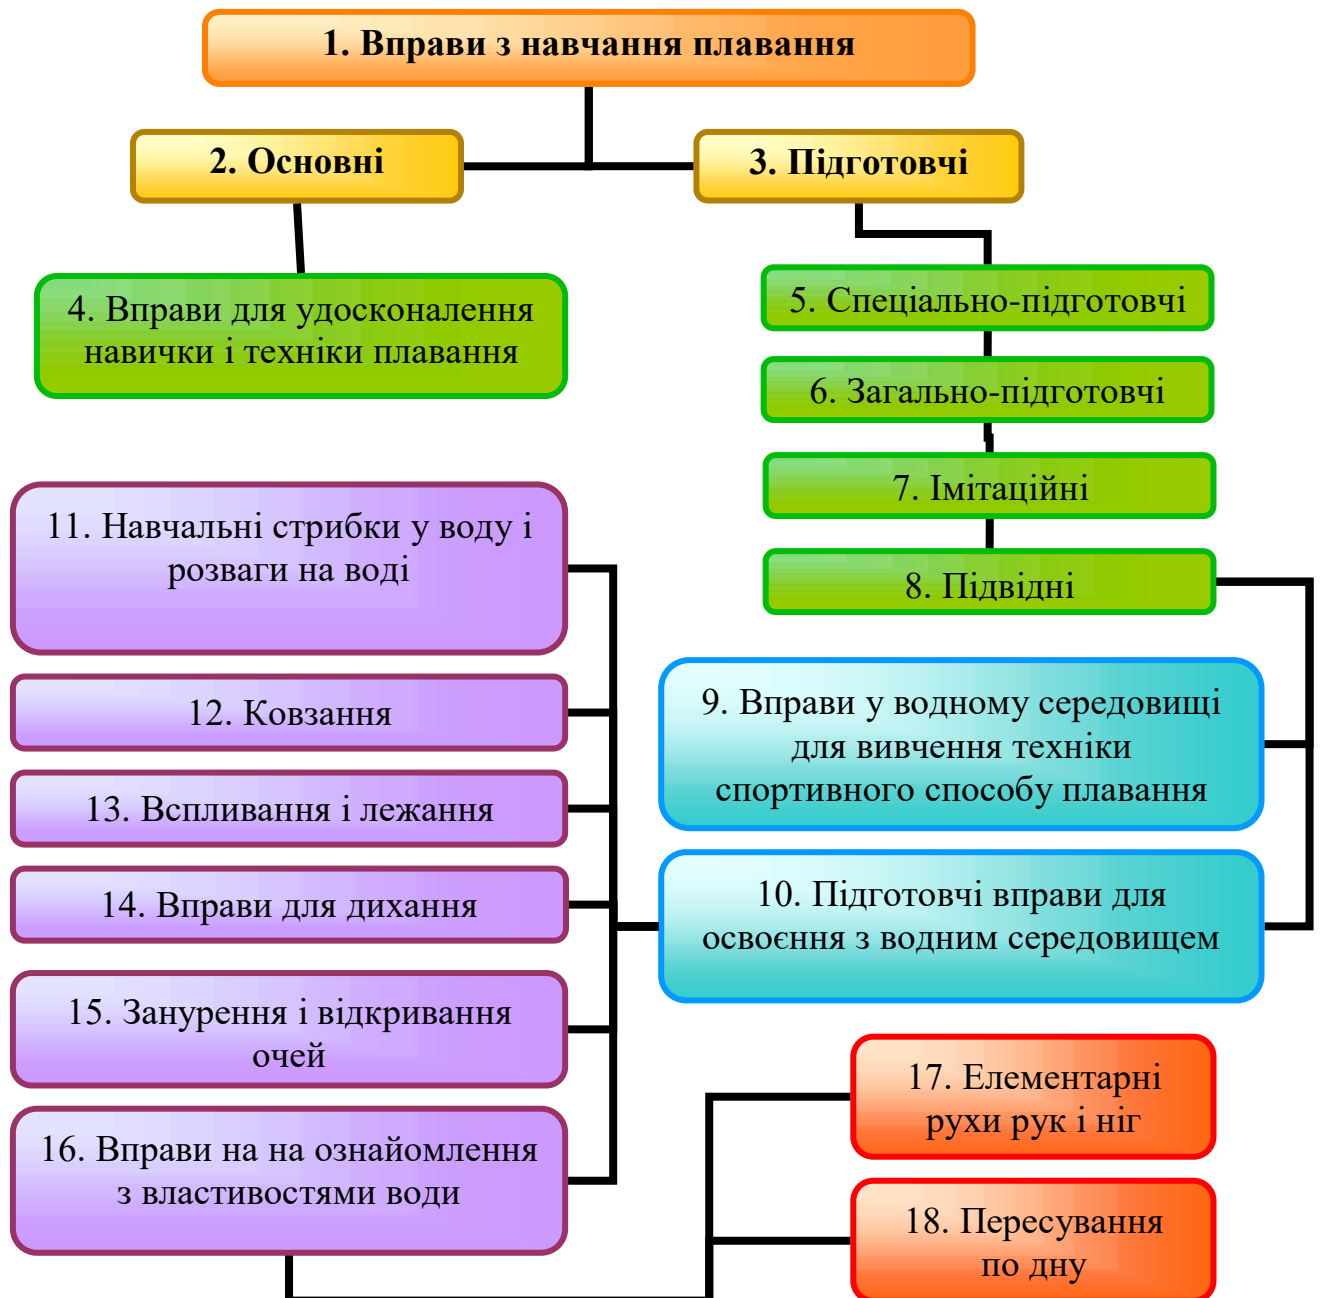 1. Вправи з навчання плавання
2. Основні
3. Підготовчі
4. Вправи для удосконалення
навички і техніки плавання
5. Спеціально-підготовчі
6. Загально-підготовчі
7. Імітаційні
8. Підвідні
9. Вправи у водному середовищі
для вивчення техніки
спортивного способу плавання
10. Підготовчі вправи для
освоєння з водним середовищем
11. Навчальні стрибки у воду і
розваги на воді
12. Ковзання
13. Вспливання і лежання
14. Вправи для дихання
15. Занурення і відкривання
очей
16. Вправи на на ознайомлення
з властивостями води
17. Елементарні
рухи рук і ніг
18. Пересування
по дну